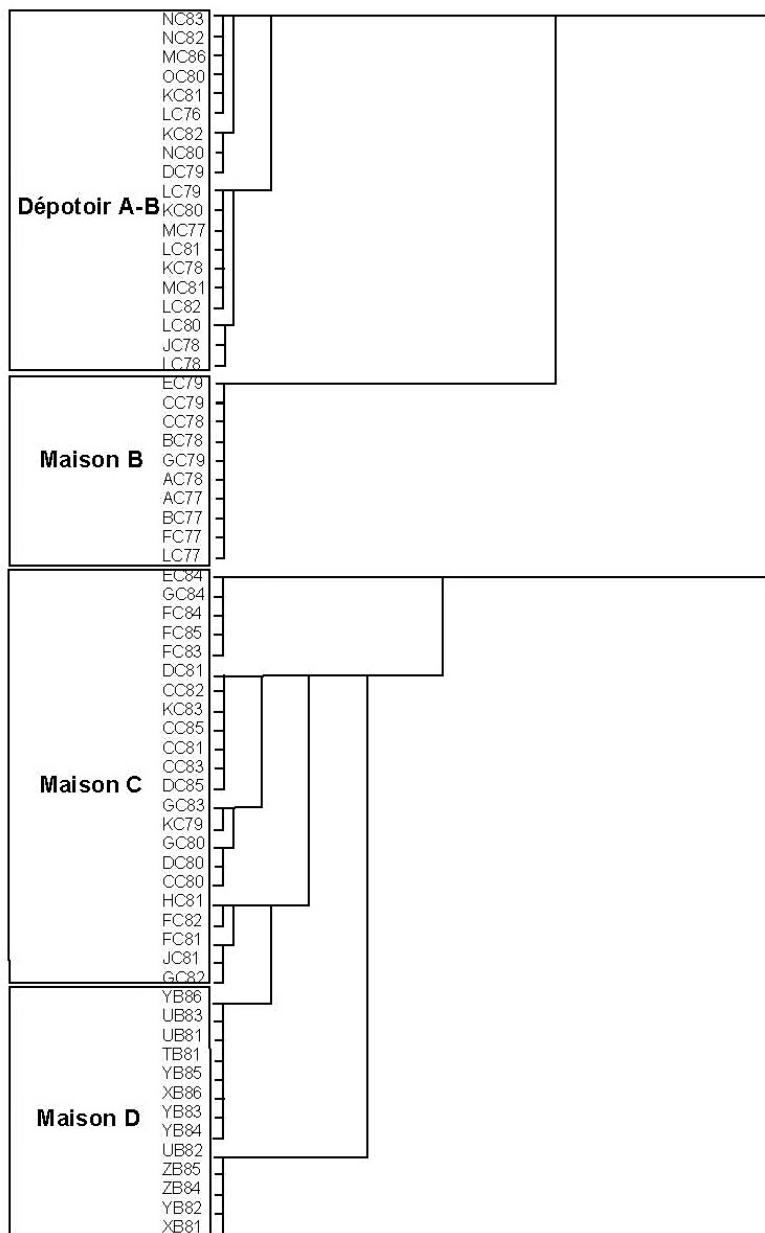 NC83
NC82
MC86
OC80
KC81
LC76
KC82
NC80
DC79
LC79
Dépotoir A-B
KC80
MC77
LC81
KC78
MC81
LC82
LC80
JC78
LC78
EC79
CC79
CC78
BC78
Maison B
GC79
AC78
AC77
BC77
FC77
LC77
EC84
GC84
FC84
FC85
FC83
DC81
CC82
KC83
CC85
CC81
CC83
Maison C
DC85
GC83
KC79
GC80
DC80
CC80
HC81
FC82
FC81
JC81
GC82
YB86
UB83
UB81
TB81
YB85
XB86
YB83
Maison D
YB84
UB82
ZB85
ZB84
YB82
XB81